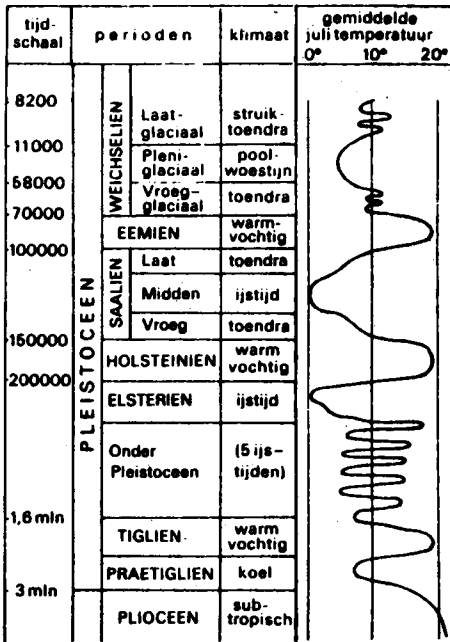 tijd-
schaal
perioden
klimaat
gemiddelde
juli temperatuur
0° 10° 20°
8200
11000
58000
70000
100000
150000
200000
1,6 mln
3 mln
PLEISTOCEEN
WEICHSELIEN
Laat-
glaciaal
struik-
toendra
Pleni-
glaciaal
pool-
woestijn
Vroeg-
glaciaal
toendra
EEMIEN
warm-
vochtig
SAALIEN
Laat
toendra
Midden
ijstijd
Vroeg
toendra
HOLSTEINIEN
warm
vochtig
ELSTERIEN
ijstijd
Onder
Pleistoceen
(5 ijs-
tijden)
TIGLIEN
warm
vochtig
PRAETIGLIEN
koel
PLIOCEEN
sub-
tropisch